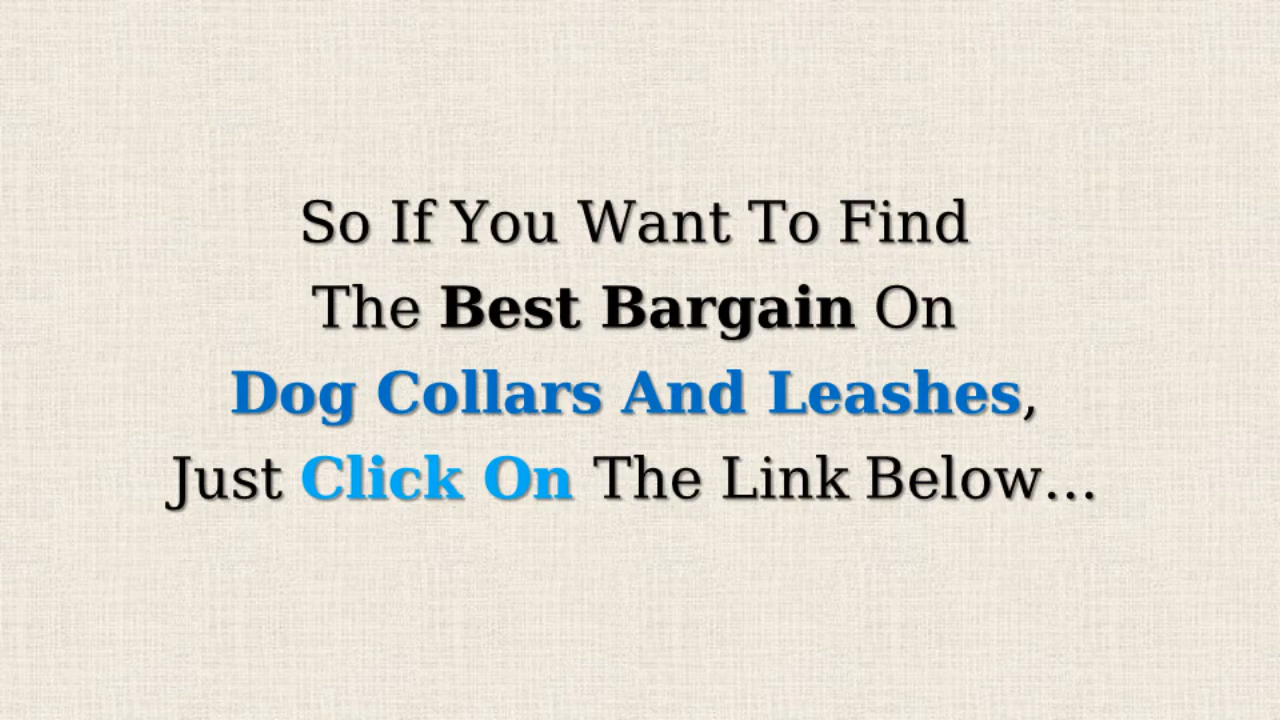 So If You Want To Find
The Best Bargain On
Dog Collars And Leashes,
Just Click On The Link Below...